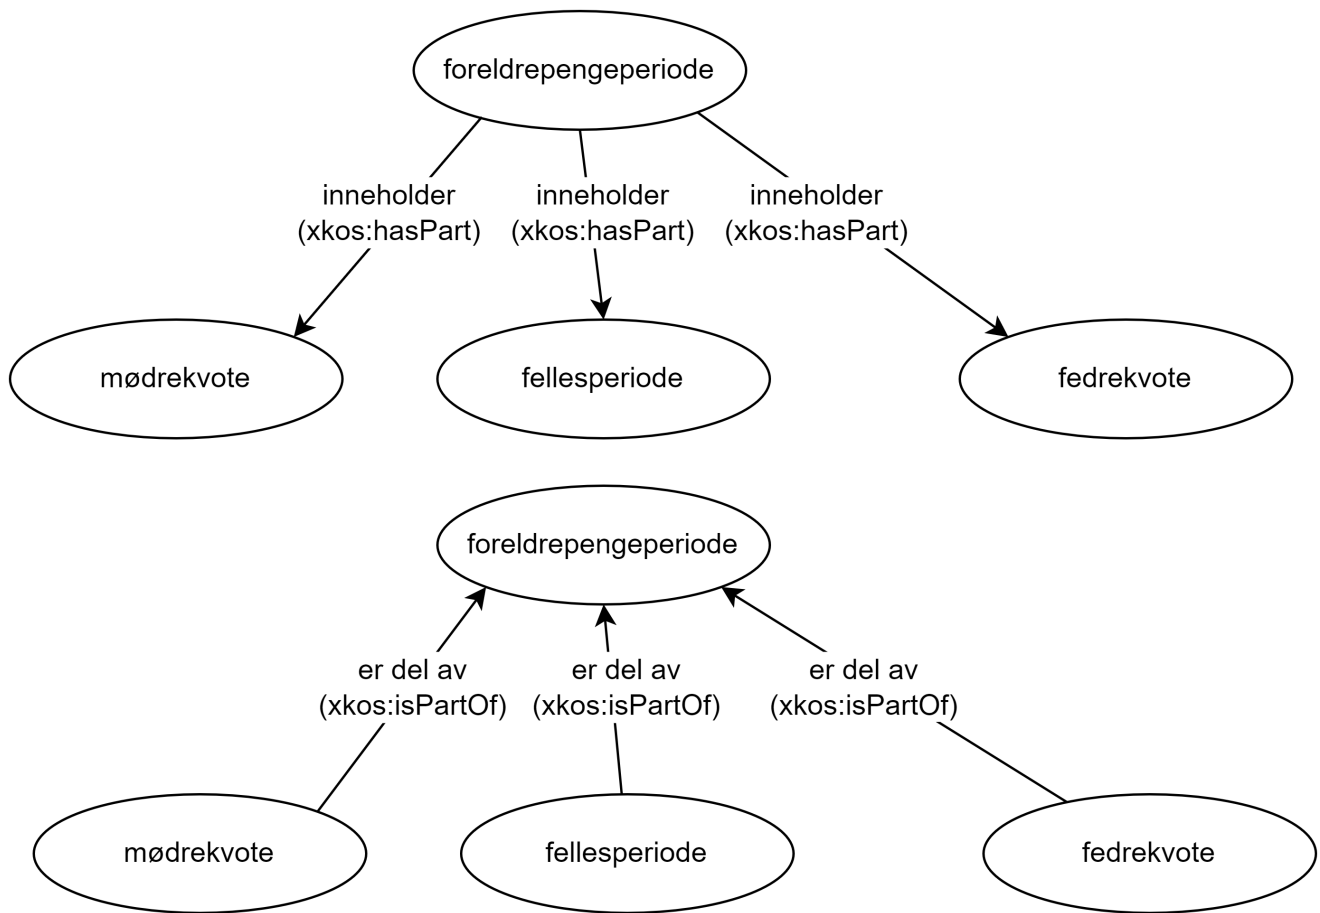 foreldrepengeperiode
inneholder
(xkos:hasPart)
inneholder
(xkos:hasPart)
inneholder
(xkos:hasPart)
mødrekvote
fellesperiode
fedrekvote
foreldrepengeperiode
er del av
(xkos:isPartOf)
er del av
(xkos:isPartOf)
er del av
(xkos:isPartOf)
mødrekvote
fellesperiode
fedrekvote